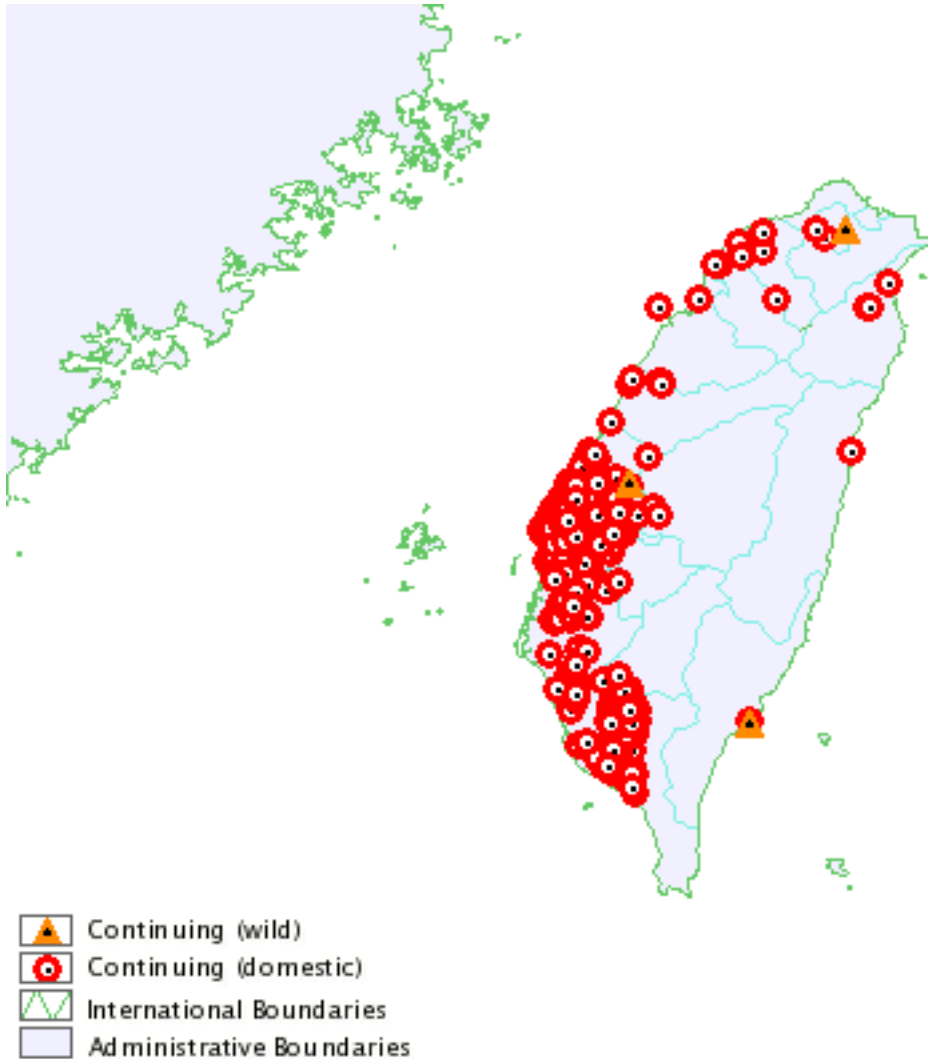 Continuing (wild)
Continuing (domestic)
International Boundaries
Administrative Boundaries